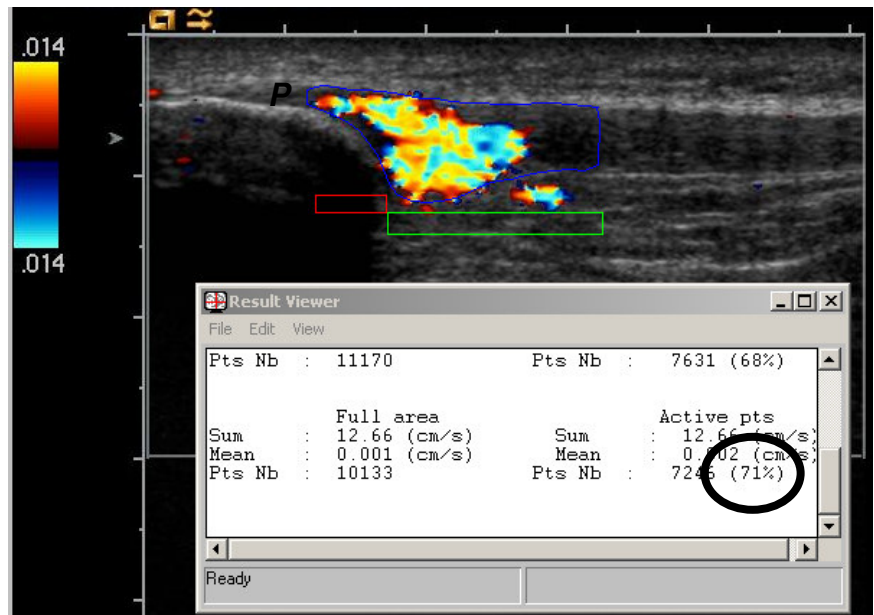 .014
P
.014
Result Viewer
File Edit View
Pts Nb : 11170 Pts Nb : 7631 (68%)
Full area Active pts
Sum : 12.66 (cm/s) Sum : 12.66 (cm/s)
Mean : 0.001 (cm/s) Mean : 0.002 (cm/s)
Pts Nb : 10133 Pts Nb : 7246 (71%)
Ready